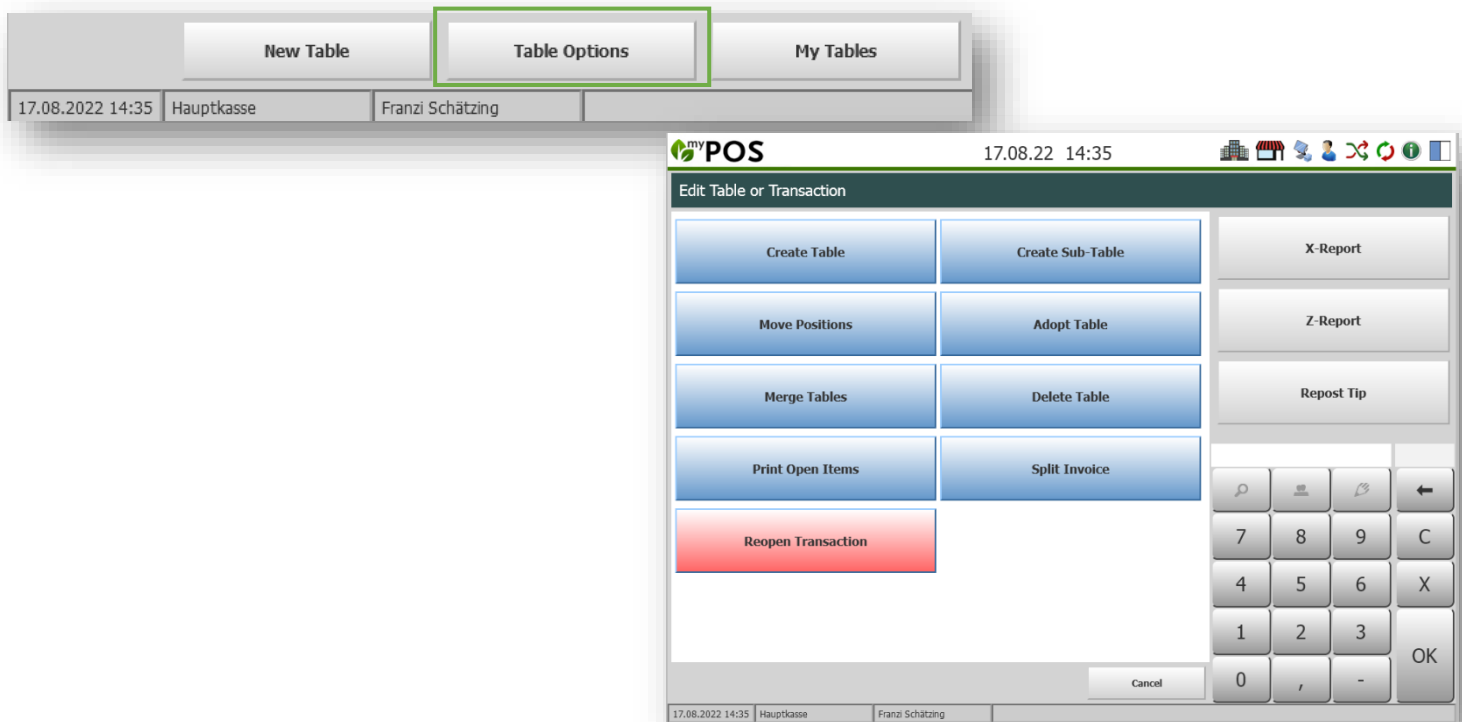 New Table Table Options My Tables
17.08.2022 14:35 Hauptkasse Franzi Schätzing
myPOS 17.08.22 14:35
Edit Table or Transaction
Create Table Create Sub-Table X-Report
Move Positions Adopt Table Z-Report
Merge Tables Delete Table Repost Tip
Print Open Items Split Invoice
Reopen Transaction
7 8 9 C
4 5 6 X
1 2 3 OK
0 , -
Cancel
17.08.2022 14:35 Hauptkasse Franzi Schätzing